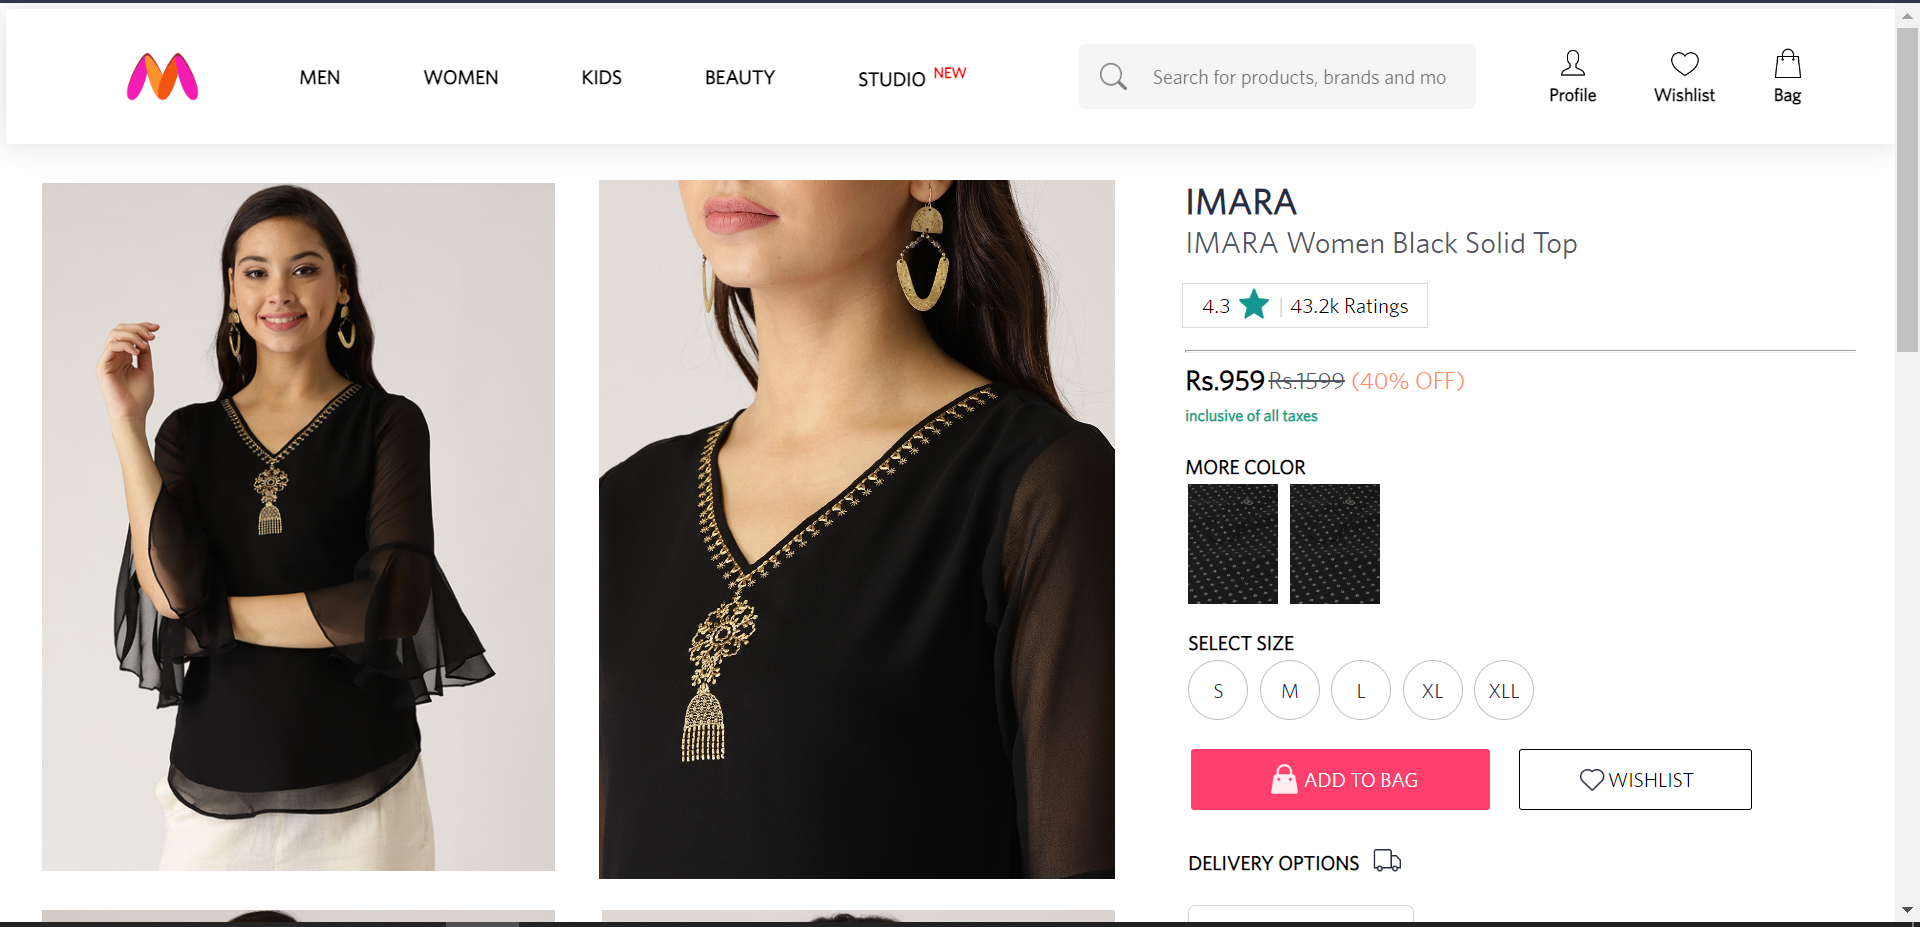 MEN
WOMEN
KIDS
BEAUTY
STUDIO NEW
Search for products, brands and mo
Profile
Wishlist
Bag
IMARA
IMARA Women Black Solid Top
4.3 | 43.2k Ratings
Rs.959 Rs.1599 (40% OFF)
inclusive of all taxes
MORE COLOR
SELECT SIZE
S M L XL XLL
ADD TO BAG
WISHLIST
DELIVERY OPTIONS